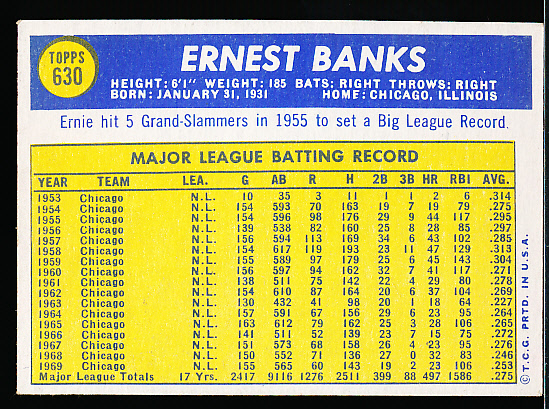 TOPPS
630
ERNEST BANKS
HEIGHT: 6'1" WEIGHT: 185 BATS: RIGHT THROWS: RIGHT
BORN: JANUARY 31, 1931 HOME: CHICAGO, ILLINOIS
Ernie hit 5 Grand-Slammers in 1955 to set a Big League Record.
MAJOR LEAGUE BATTING RECORD
YEAR TEAM LEA. G AB R H 2B 3B HR RBI AVG.
1953 Chicago N.L. 10 35 3 11 1 1 2 6 .314
1954 Chicago N.L. 154 593 70 163 19 7 19 79 .275
1955 Chicago N.L. 154 596 98 176 29 9 44 117 .295
1956 Chicago N.L. 139 538 82 160 25 8 28 85 .297
1957 Chicago N.L. 156 594 113 169 34 6 43 102 .285
1958 Chicago N.L. 154 617 119 193 23 11 47 129 .313
1959 Chicago N.L. 155 589 97 179 25 6 45 143 .304
1960 Chicago N.L. 156 597 94 162 32 7 41 117 .271
1961 Chicago N.L. 138 511 75 142 22 4 29 80 .278
1962 Chicago N.L. 154 610 87 164 20 6 37 104 .269
1963 Chicago N.L. 130 432 41 98 20 1 18 64 .227
1964 Chicago N.L. 157 591 67 156 29 6 23 95 .264
1965 Chicago N.L. 163 612 79 162 25 3 28 106 .265
1966 Chicago N.L. 141 511 52 139 23 7 15 75 .272
1967 Chicago N.L. 151 573 68 158 26 4 23 95 .276
1968 Chicago N.L. 150 552 71 136 27 0 32 83 .246
1969 Chicago N.L. 155 565 60 143 19 2 23 106 .253
Major League Totals 17 Yrs. 2417 9116 1276 2511 399 88 497 1586 .275
© T.C.G. PRTD. IN U.S.A.